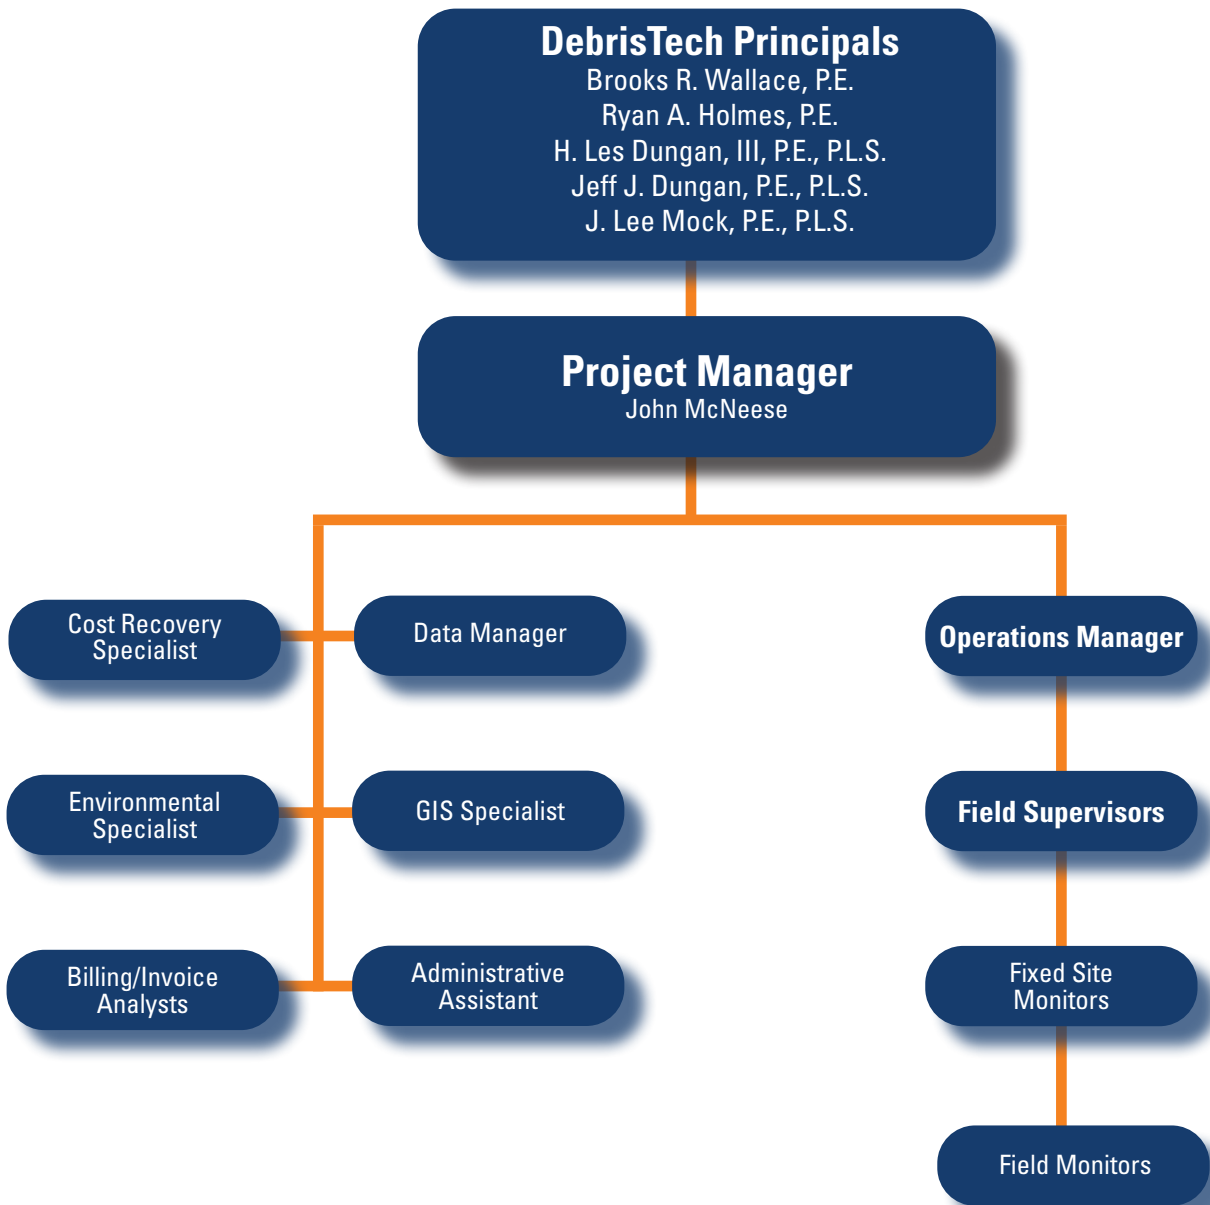 DebrisTech Principals
Brooks R. Wallace, P.E.
Ryan A. Holmes, P.E.
H. Les Dungan, III, P.E., P.L.S.
Jeff J. Dungan, P.E., P.L.S.
J. Lee Mock, P.E., P.L.S.
Project Manager
John McNeese
Cost Recovery
Specialist
Data Manager
Operations Manager
Environmental
Specialist
GIS Specialist
Field Supervisors
Billing/Invoice
Analysts
Administrative
Assistant
Fixed Site
Monitors
Field Monitors